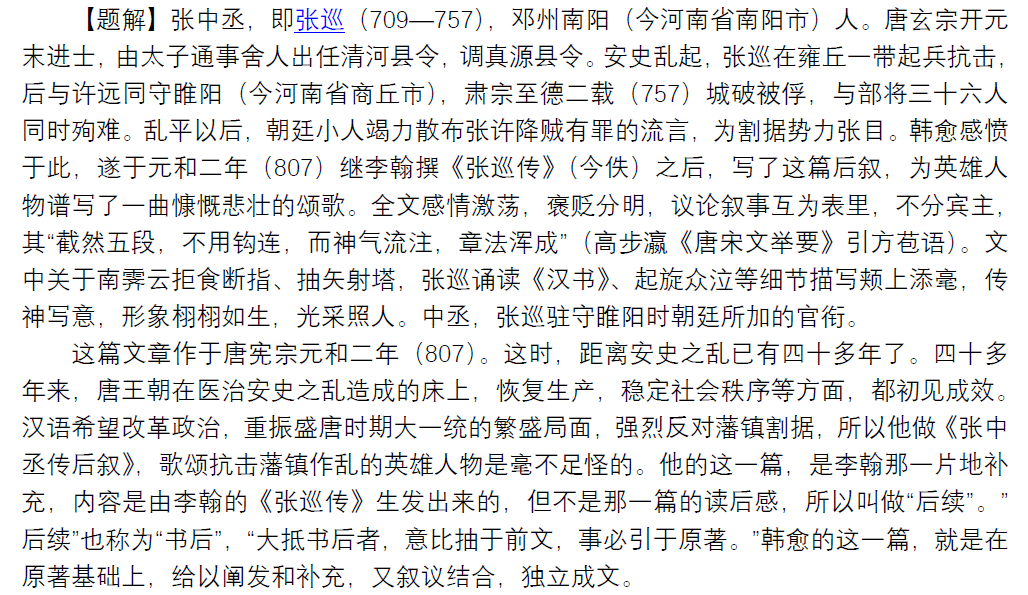 【题解】张中丞，即张巡（709—757），邓州南阳（今河南省南阳市）人。唐玄宗开元
末进士，由太子通事舍人出任清河县令，调真源县令。安史乱起，张巡在雍丘一带起兵抗击，
后与许远同守睢阳（今河南省商丘市），肃宗至德二载（757）城破被俘，与部将三十六人
同时殉难。乱平以后，朝廷小人竭力散布张许降贼有罪的流言，为割据势力张目。韩愈感愤
于此，遂于元和二年（807）继李翰撰《张巡传》（今佚）之后，写了这篇后叙，为英雄人
物谱写了一曲慷慨悲壮的颂歌。全文感情激荡，褒贬分明，议论叙事互为表里，不分宾主，
其“截然五段，不用钩连，而神气流注，章法浑成”（高步瀛《唐宋文举要》引方苞语）。文
中关于南霁云拒食断指、抽矢射塔，张巡诵读《汉书》、起旋众泣等细节描写颊上添毫，传
神写意，形象栩栩如生，光采照人。中丞，张巡驻守睢阳时朝廷所加的官衔。
这篇文章作于唐宪宗元和二年（807）。这时，距离安史之乱已有四十多年了。四十多
年来，唐王朝在医治安史之乱造成的床上，恢复生产，稳定社会秩序等方面，都初见成效。
汉语希望改革政治，重振盛唐时期大一统的繁盛局面，强烈反对藩镇割据，所以他做《张中
丞传后叙》，歌颂抗击藩镇作乱的英雄人物是毫不足怪的。他的这一篇，是李翰那一片地补
充，内容是由李翰的《张巡传》生发出来的，但不是那一篇的读后感，所以叫做“后续”。”
后续”也称为“书后”，“大抵书后者，意比抽于前文，事必引于原著。”韩愈的这一篇，就是在
原著基础上，给以阐发和补充，又叙议结合，独立成文。